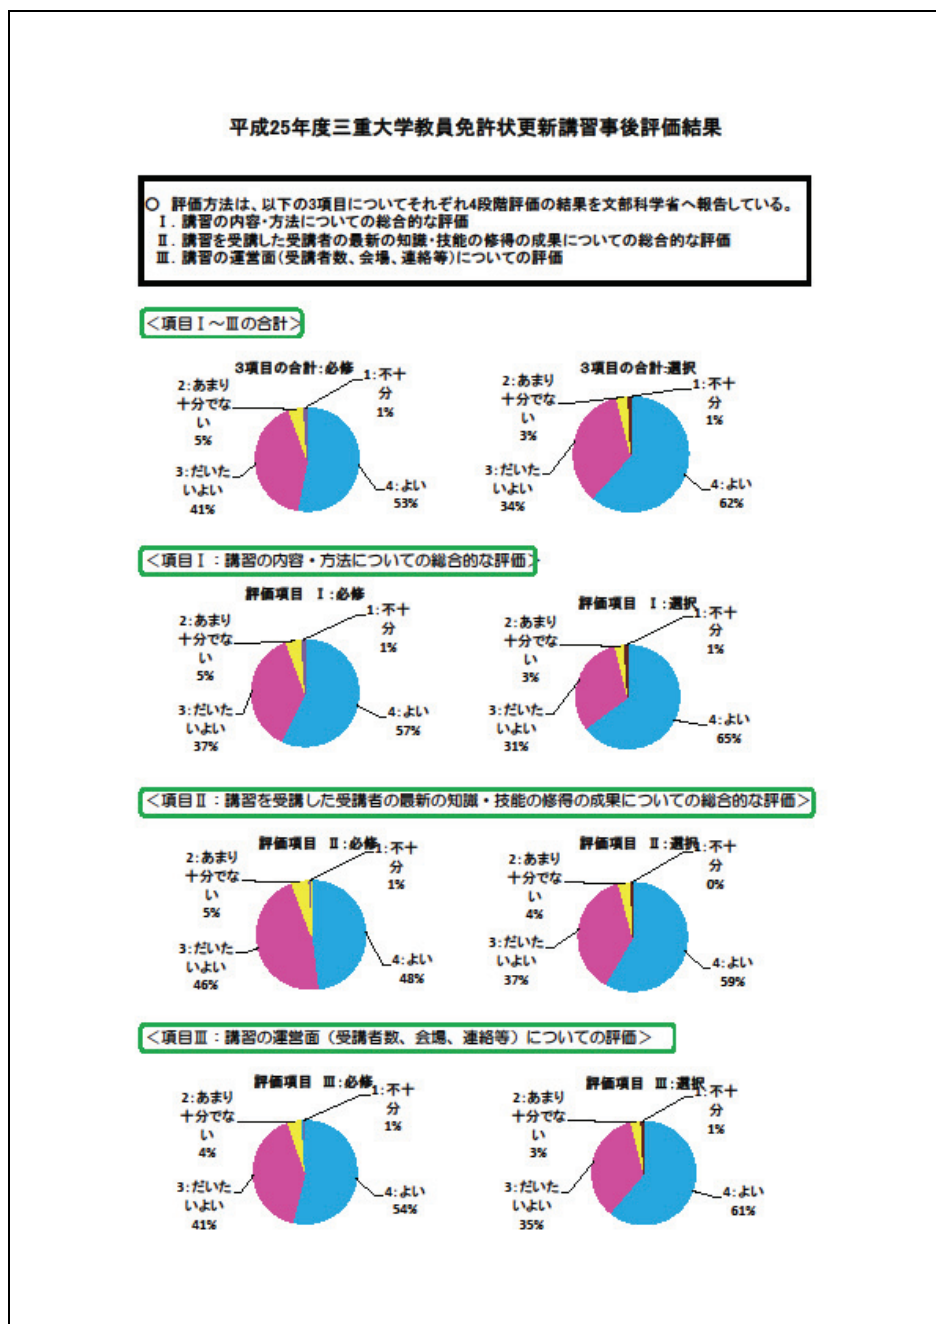 平成25年度三重大学教員免許状更新講習事後評価結果
〇 評価方法は、以下の3項目についてそれぞれ4段階評価の結果を文部科学省へ報告している。
Ⅰ．講習の内容・方法についての総合的な評価
Ⅱ．講習を受講した受講者の最新の知識・技能の修得の成果についての総合的な評価
Ⅲ．講習の運営面（受講者数、会場、連絡等）についての評価
＜項目Ⅰ～Ⅲの合計＞
３項目の合計:必修
1:不十
分
1%
2:あまり
十分でな
い
5%
3:だいた
いよい
41%
4:よい
53%
３項目の合計:選択
1:不十
分
1%
2:あまり
十分でな
い
3%
3:だいた
いよい
34%
4:よい
62%
＜項目Ⅰ：講習の内容・方法についての総合的な評価＞
評価項目 Ⅰ:必修
1:不十
分
1%
2:あまり
十分でな
い
5%
3:だいた
いよい
37%
4:よい
57%
評価項目 Ⅰ:選択
1:不十
分
1%
2:あまり
十分でな
い
3%
3:だいた
いよい
31%
4:よい
65%
＜項目Ⅱ：講習を受講した受講者の最新の知識・技能の修得の成果についての総合的な評価＞
評価項目 Ⅱ:必修
1:不十
分
1%
2:あまり
十分でな
い
5%
3:だいた
いよい
46%
4:よい
48%
評価項目 Ⅱ:選択
1:不十
分
0%
2:あまり
十分でな
い
4%
3:だいた
いよい
37%
4:よい
59%
＜項目Ⅲ：講習の運営面（受講者数、会場、連絡等）についての評価＞
評価項目 Ⅲ:必修
1:不十
分
1%
2:あまり
十分でな
い
4%
3:だいた
いよい
41%
4:よい
54%
評価項目 Ⅲ:選択
1:不十
分
1%
2:あまり
十分でな
い
3%
3:だいた
いよい
35%
4:よい
61%